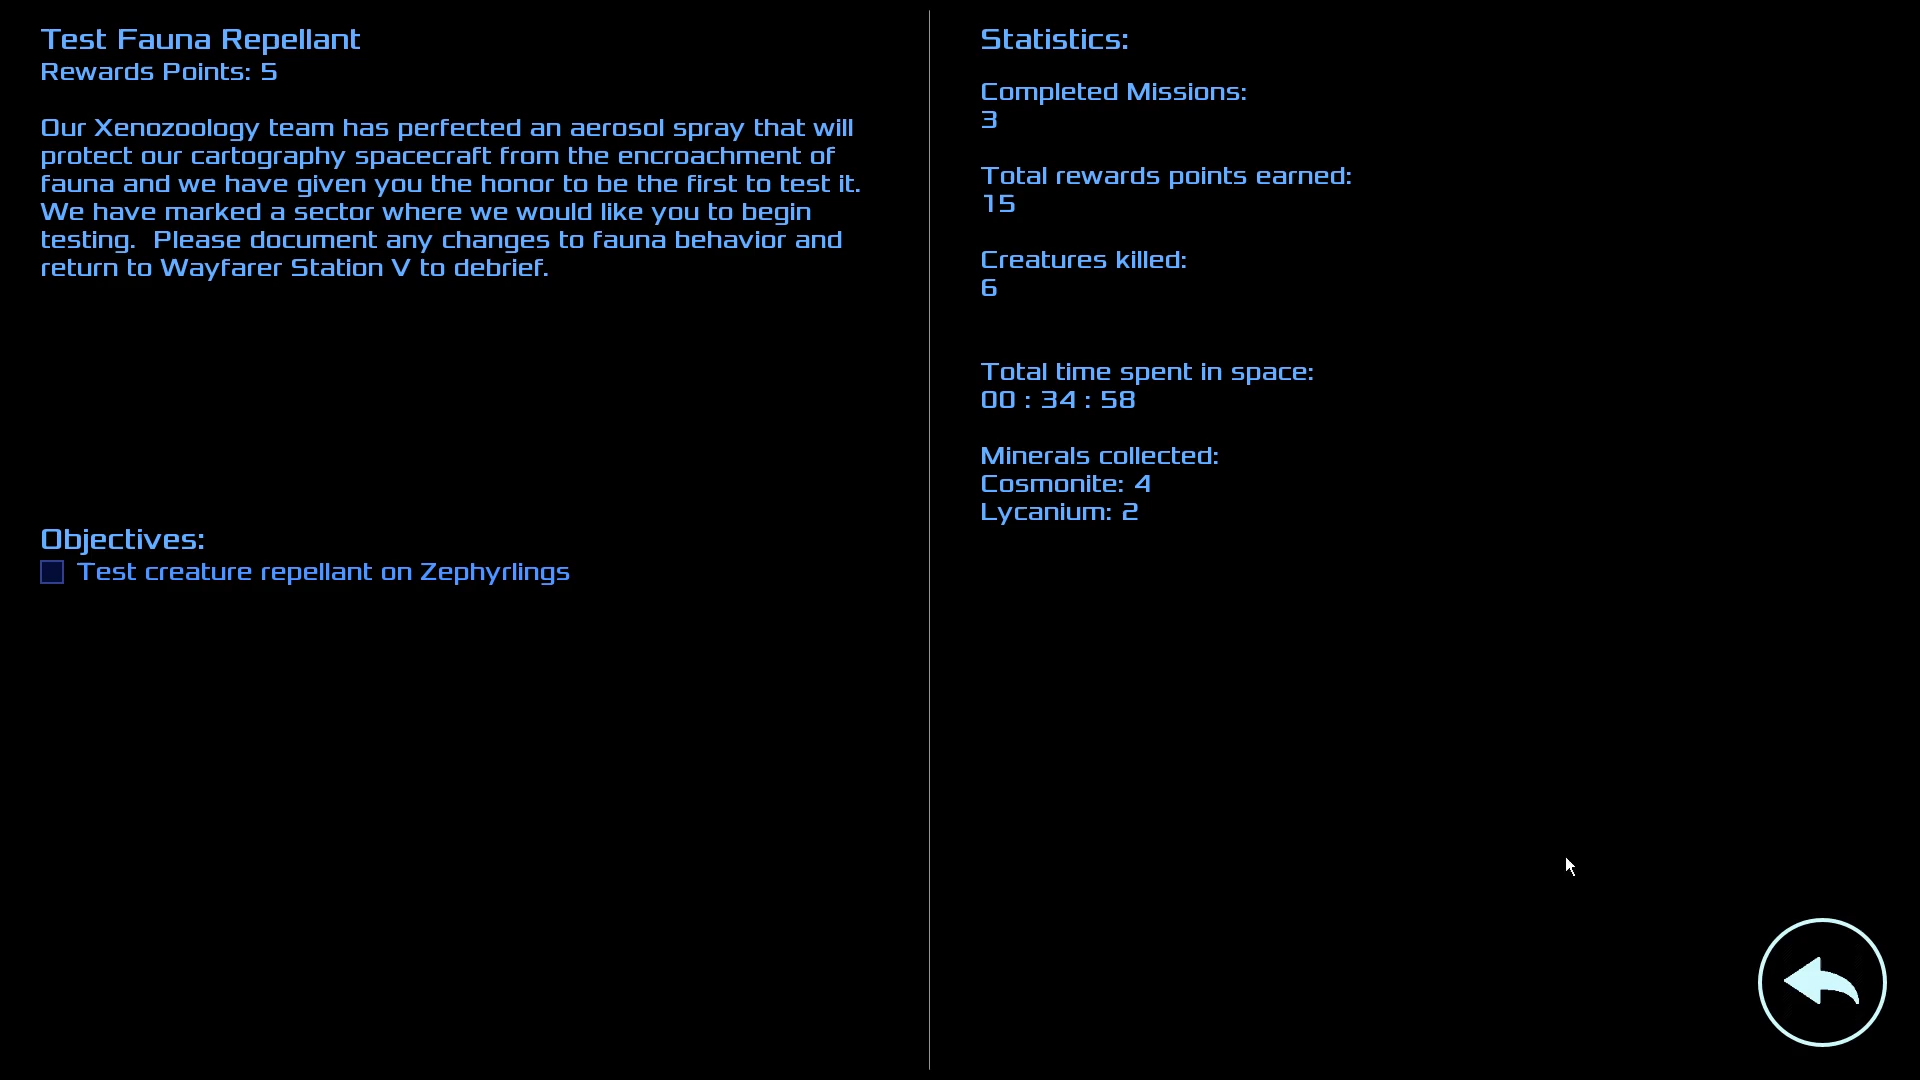 Test Fauna Repellant
Rewards Points: 5
Our Xenozoology team has perfected an aerosol spray that will
protect our cartography spacecraft from the encroachment of
fauna and we have given you the honor to be the first to test it.
We have marked a sector where we would like you to begin
testing.  Please document any changes to fauna behavior and
return to Wayfarer Station V to debrief.
Objectives:
Test creature repellant on Zephyrlings
Statistics:
Completed Missions:
3
Total rewards points earned:
15
Creatures killed:
6
Total time spent in space:
00 : 34 : 58
Minerals collected:
Cosmonite: 4
Lycanium: 2